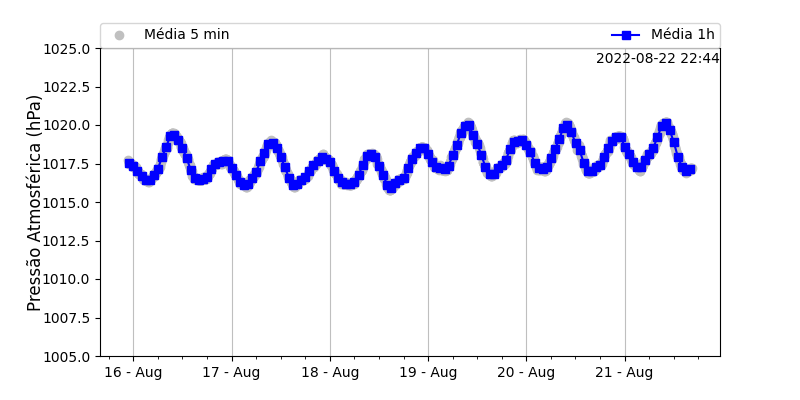 Média 5 min
Média 1h
2022-08-22 22:44
Pressão Atmosférica (hPa)
1025.0
1022.5
1020.0
1017.5
1015.0
1012.5
1010.0
1007.5
1005.0
16 - Aug
17 - Aug
18 - Aug
19 - Aug
20 - Aug
21 - Aug